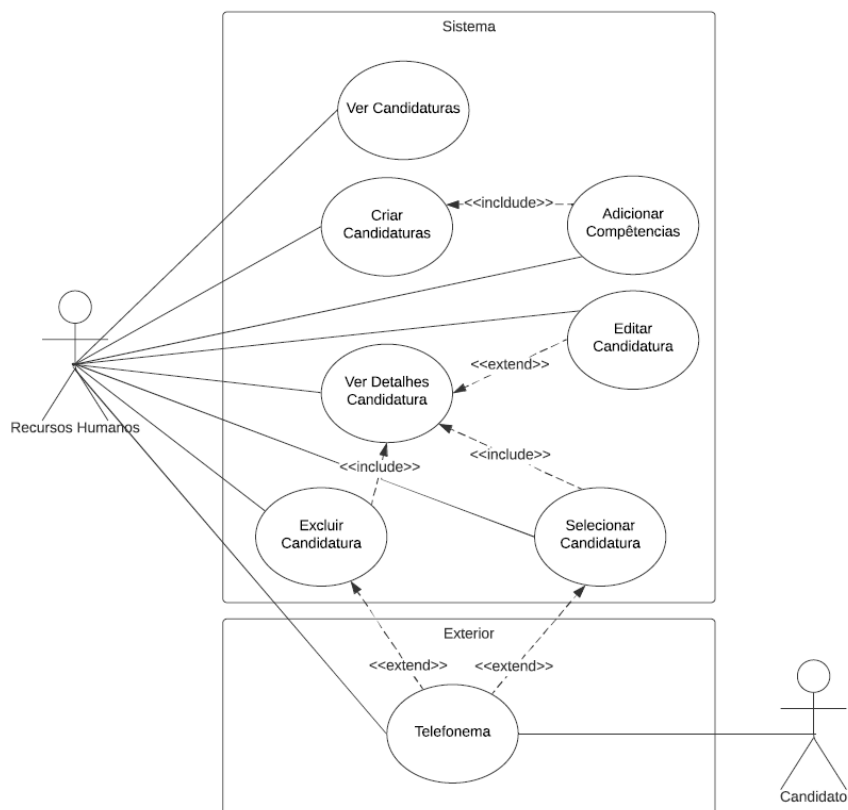 Sistema
Ver Candidaturas
Criar
Candidaturas
<<incldude>>
Adicionar
Compêtencias
Editar
Candidatura
<<extend>>
Ver Detalhes
Candidatura
Recursos Humanos
<<include>>
<<include>>
Excluir
Candidatura
Selecionar
Candidatura
Exterior
<<extend>>
<<extend>>
Telefonema
Candidato